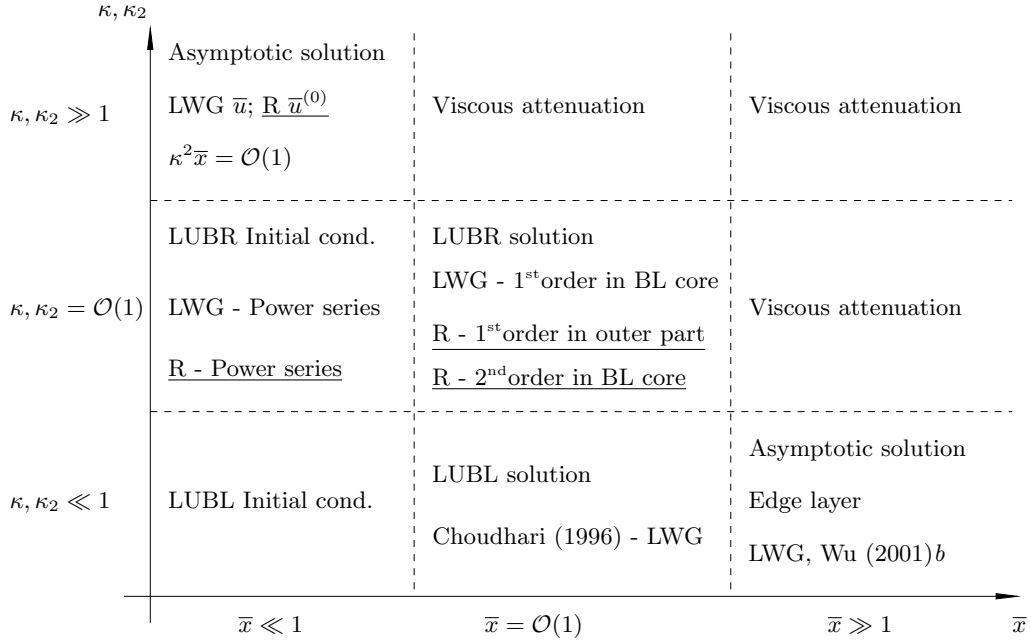 κ, κ₂
κ, κ₂ ≫ 1
Asymptotic solution
LWG u̅; R u̅⁽⁰⁾
κ²x̅ = 𝒪(1)
Viscous attenuation
Viscous attenuation
κ, κ₂ = 𝒪(1)
LUBR Initial cond.
LWG - Power series
R - Power series
LUBR solution
LWG - 1ˢᵗorder in BL core
R - 1ˢᵗorder in outer part
R - 2ⁿᵈorder in BL core
Viscous attenuation
κ, κ₂ ≪ 1
LUBL Initial cond.
LUBL solution
Choudhari (1996) - LWG
Asymptotic solution
Edge layer
LWG, Wu (2001)b
x̅ ≪ 1
x̅ = 𝒪(1)
x̅ ≫ 1
x̅